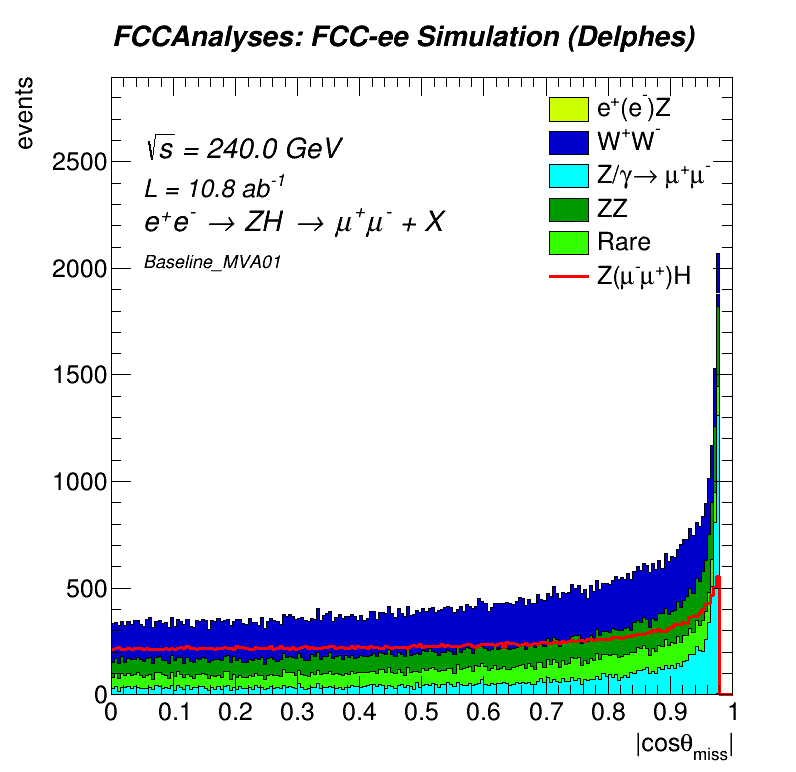 FCCAnalyses: FCC-ee Simulation (Delphes)
events
√s = 240.0 GeV
L = 10.8 ab⁻¹
e⁺e⁻ → ZH → μ⁺μ⁻ + X
Baseline_MVA01
e⁺(e⁻)Z
W⁺W⁻
Z/γ→ μ⁺μ⁻
ZZ
Rare
Z(μ⁻μ⁺)H
2500
2000
1500
1000
500
0
0 0.1 0.2 0.3 0.4 0.5 0.6 0.7 0.8 0.9 1
|cosθmiss|